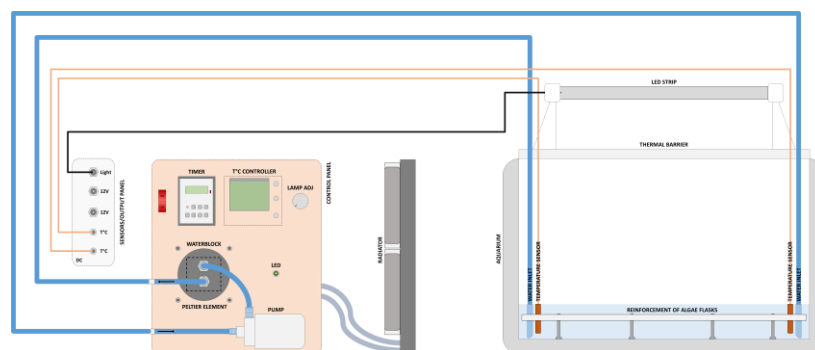 LED STRIP
THERMAL BARRIER
Light
12V
12V
T°C
T°C
DC
SENSORS/OUTPUT PANEL
TIMER
T°C CONTROLLER
LAMP ADJ
CONTROL PANEL
WATERBLOCK
LED
PELTIER ELEMENT
PUMP
RADIATOR
AQUARIUM
WATER INLET
TEMPERATURE SENSOR
REINFORCEMENT OF ALGAE FLASKS
TEMPERATURE SENSOR
WATER INLET